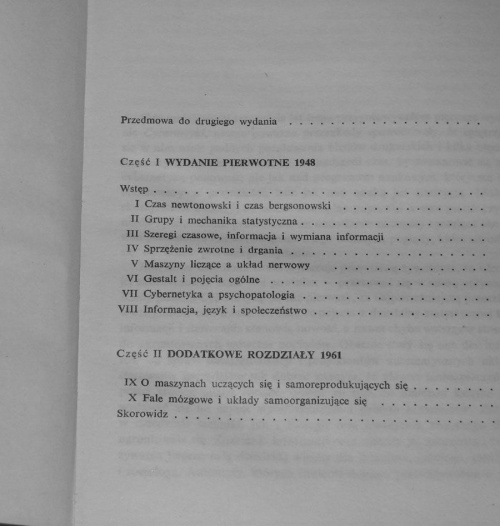 Przedmowa do drugiego wydania . . . . . . . . . . . . . . . . . .
Część I WYDANIE PIERWOTNE 1948
Wstęp . . . . . . . . . . . . . . . . . . . . . . . . . . .
I Czas newtonowski i czas bergsonowski . . . . . . . . . . . .
II Grupy i mechanika statystyczna . . . . . . . . . . . . . . .
III Szeregi czasowe, informacja i wymiana informacji . . . . . . . .
IV Sprzężenie zwrotne i drgania . . . . . . . . . . . . . . . .
V Maszyny liczące a układ nerwowy . . . . . . . . . . . . .
VI Gestalt i pojęcia ogólne . . . . . . . . . . . . . . . . . .
VII Cybernetyka a psychopatologia . . . . . . . . . . . . . . .
VIII Informacja, język i społeczeństwo . . . . . . . . . . . . . .
Część II DODATKOWE ROZDZIAŁY 1961
IX O maszynach uczących się i samoreprodukujących się . . . . . . .
X Fale mózgowe i układy samoorganizujące się . . . . . . . . .
Skorowidz . . . . . . . . . . . . . . . . . . . . . . . . . .